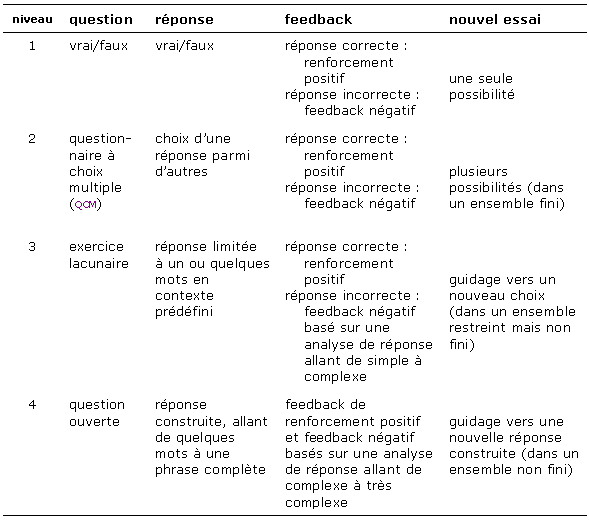 niveau question réponse feedback nouvel essai
1 vrai/faux vrai/faux réponse correcte :
renforcement
positif une seule
réponse incorrecte : possibilité
feedback négatif
2 question- choix d’une réponse correcte :
naire à réponse parmi renforcement
choix d’autres positif plusieurs
multiple réponse incorrecte : possibilités (dans
(QCM) feedback négatif un ensemble fini)
3 exercice réponse limitée réponse correcte :
lacunaire à un ou quelques renforcement
mots en positif guidage vers un
contexte réponse incorrecte : nouveau choix
prédéfini feedback négatif (dans un ensemble
basé sur une restreint mais non
analyse de réponse fini)
allant de simple à
complexe
4 question réponse feedback de
ouverte construite, allant renforcement positif guidage vers une
de quelques et feedback négatif nouvelle réponse
mots à une basés sur une analyse construite (dans un
phrase complète de réponse allant de ensemble non fini)
complexe à très
complexe